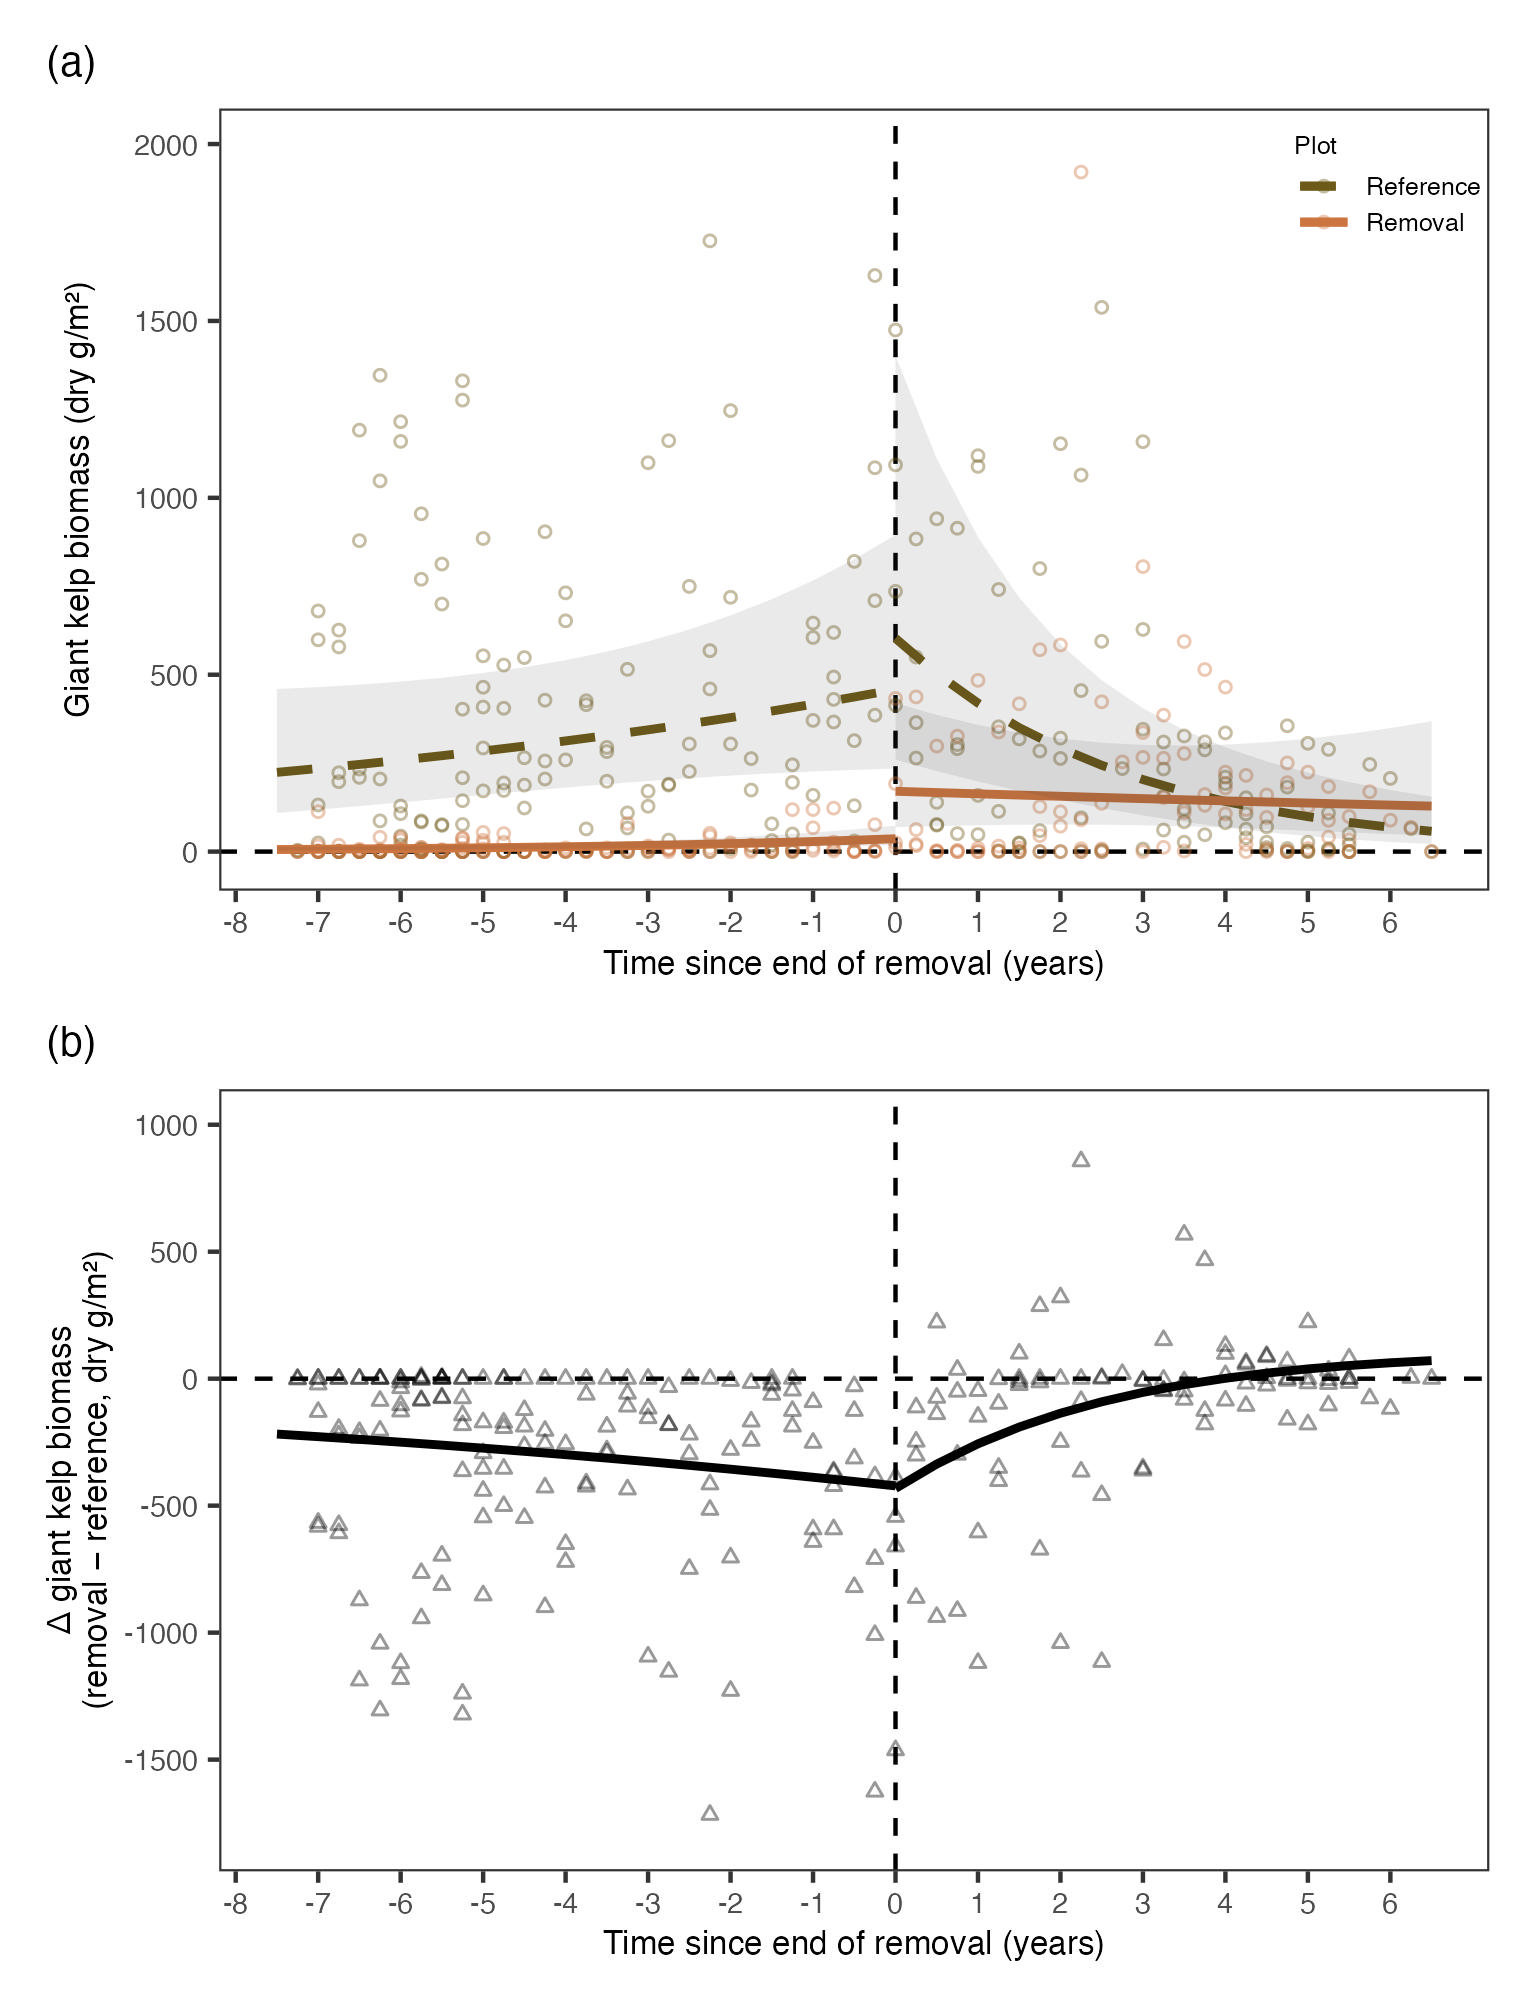 (a)
Giant kelp biomass (dry g/m²)
2000
1500
1000
500
0
Plot
Reference
Removal
-8 -7 -6 -5 -4 -3 -2 -1 0 1 2 3 4 5 6
Time since end of removal (years)
(b)
Δ giant kelp biomass
(removal − reference, dry g/m²)
1000
500
0
-500
-1000
-1500
-8 -7 -6 -5 -4 -3 -2 -1 0 1 2 3 4 5 6
Time since end of removal (years)